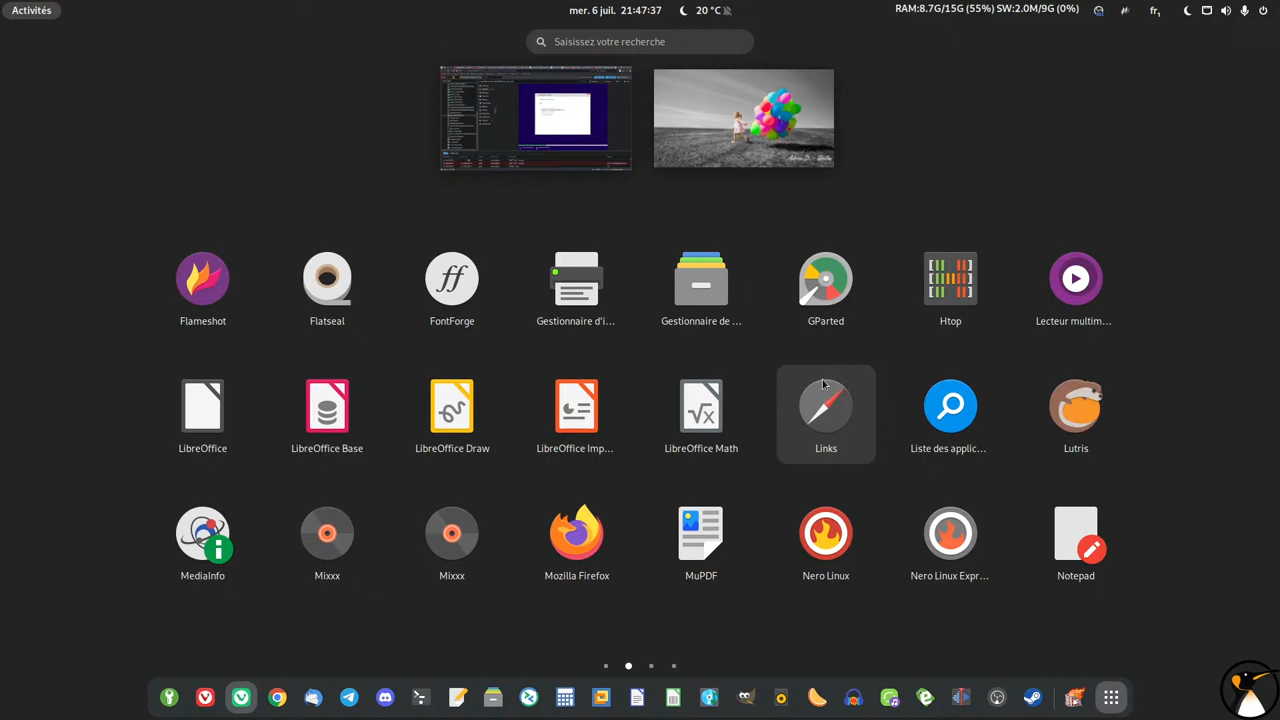 Activités
mer. 6 juil. 21:47:37
20 °C
RAM:8.7G/15G (55%) SW:2.0M/9G (0%)
fr₁
Saisissez votre recherche
Flameshot
Flatseal
FontForge
Gestionnaire d'i...
Gestionnaire de ...
GParted
Htop
Lecteur multim...
LibreOffice
LibreOffice Base
LibreOffice Draw
LibreOffice Imp...
LibreOffice Math
Links
Liste des applic...
Lutris
MediaInfo
Mixxx
Mixxx
Mozilla Firefox
MuPDF
Nero Linux
Nero Linux Expr...
Notepad